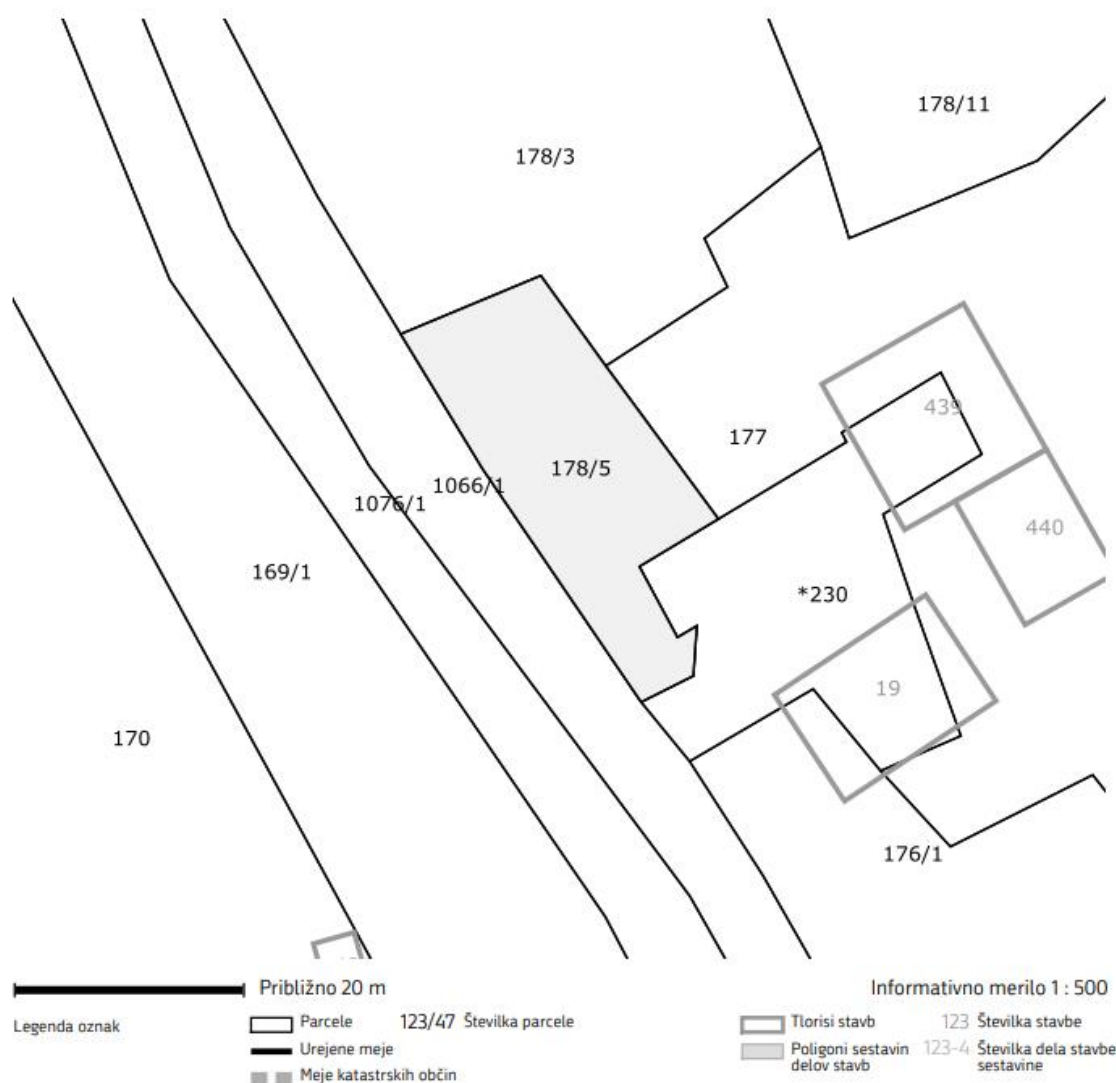 178/11
178/3
439
177
178/5
1066/1
1076/1
440
169/1
*230
19
170
176/1
Približno 20 m
Informativno merilo 1 : 500
Legenda oznak
Parcele
123/47 Številka parcele
Urejene meje
Meje katastrskih občin
Tlorisi stavb
123 Številka stavbe
Poligoni sestavin
delov stavb
123-4 Številka dela stavbe
sestavine